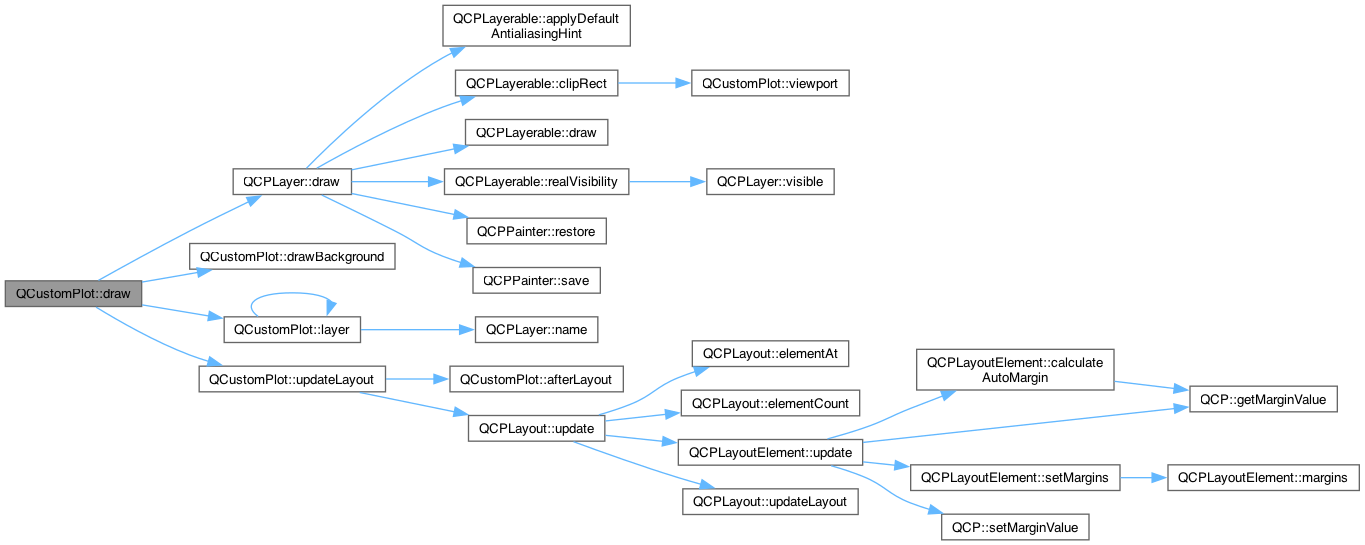 QCustomPlot::draw
QCPLayer::draw
QCPLayerable::applyDefault
AntialiasingHint
QCPLayerable::clipRect
QCustomPlot::viewport
QCPLayerable::draw
QCPLayerable::realVisibility
QCPLayer::visible
QCPPainter::restore
QCPPainter::save
QCustomPlot::drawBackground
QCustomPlot::layer
QCPLayer::name
QCustomPlot::updateLayout
QCustomPlot::afterLayout
QCPLayout::update
QCPLayout::elementAt
QCPLayout::elementCount
QCPLayoutElement::update
QCPLayoutElement::calculate
AutoMargin
QCP::getMarginValue
QCPLayoutElement::setMargins
QCPLayoutElement::margins
QCP::setMarginValue
QCPLayout::updateLayout